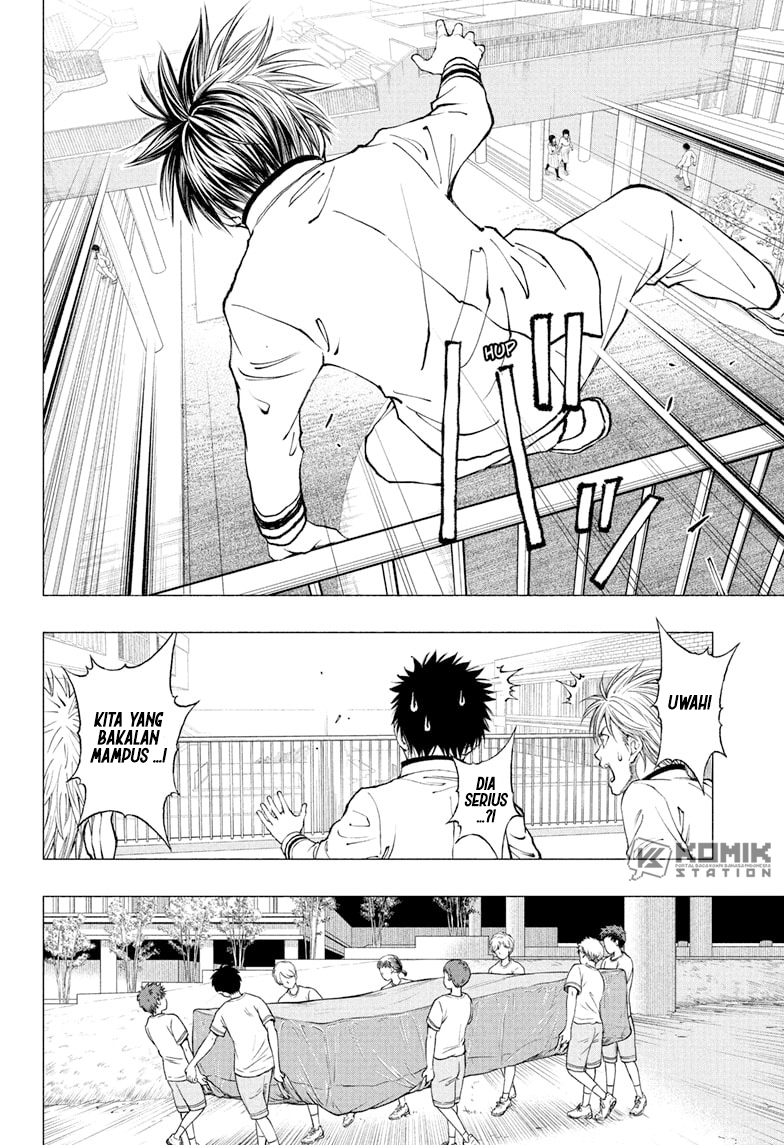 HUP
UWAH!
DIA
SERIUS
...?!
KITA YANG
BAKALAN
MAMPUS ...!
KOMIK
STATION